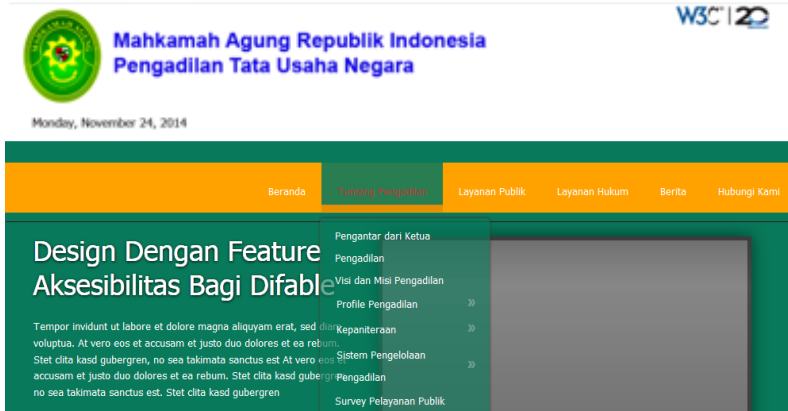 W3C | 20
Mahkamah Agung Republik Indonesia
Pengadilan Tata Usaha Negara
Monday, November 24, 2014
Beranda Tentang Pengadilan Layanan Publik Layanan Hukum Berita Hubungi Kami
Pengantar dari Ketua
Pengadilan
Visi dan Misi Pengadilan
Profile Pengadilan »
Kepaniteraan »
Sistem Pengelolaan
Pengadilan »
Survey Pelayanan Publik
Design Dengan Feature
Aksesibilitas Bagi Difable
Tempor invidunt ut labore et dolore magna aliquyam erat, sed diam
voluptua. At vero eos et accusam et justo duo dolores et ea rebum.
Stet clita kasd gubergren, no sea takimata sanctus est At vero eos et
accusam et justo duo dolores et ea rebum. Stet clita kasd gubergren
no sea takimata sanctus est. Stet clita kasd gubergren